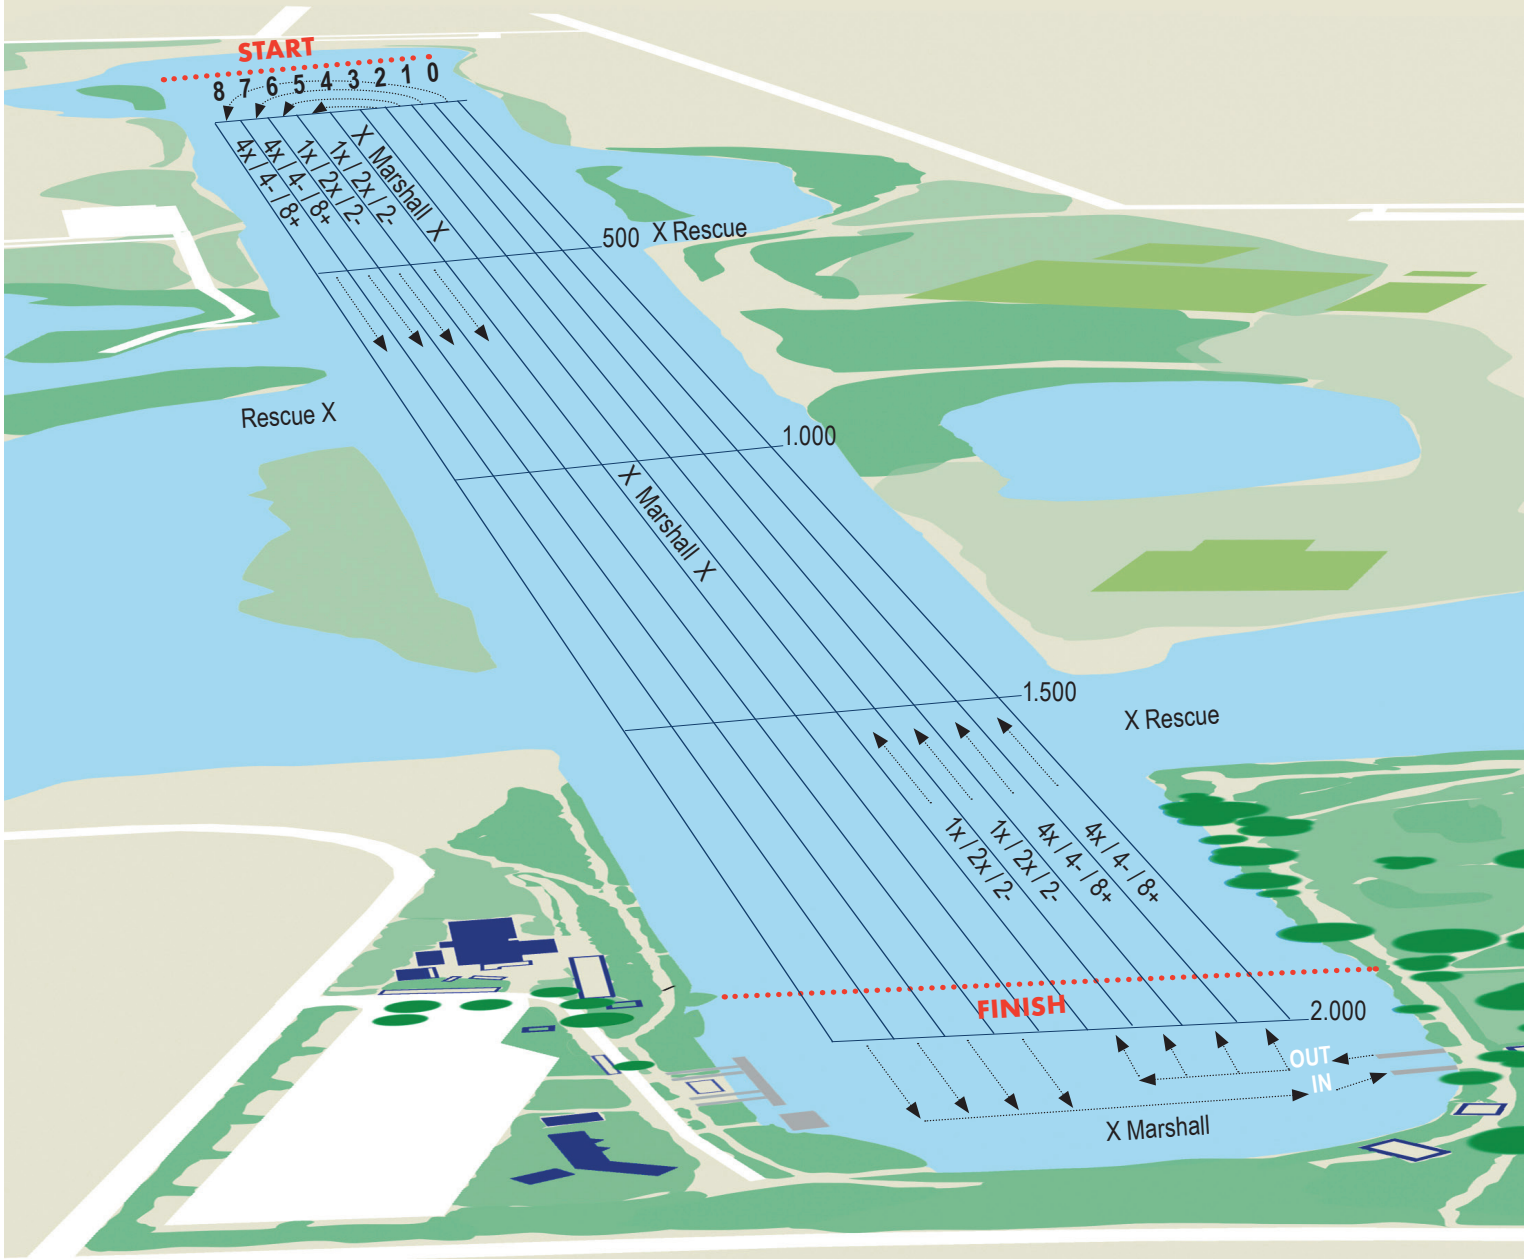 START
8 7 6 5 4 3 2 1 0
4x / 4- / 8+
4x / 4- / 8+
1x / 2x / 2-
1x / 2x / 2-
X Marshall X
500 X Rescue
Rescue X
1.000
X Marshall X
1.500
X Rescue
1x / 2x / 2-
1x / 2x / 2-
4x / 4- / 8+
4x / 4- / 8+
FINISH
2.000
OUT
IN
X Marshall